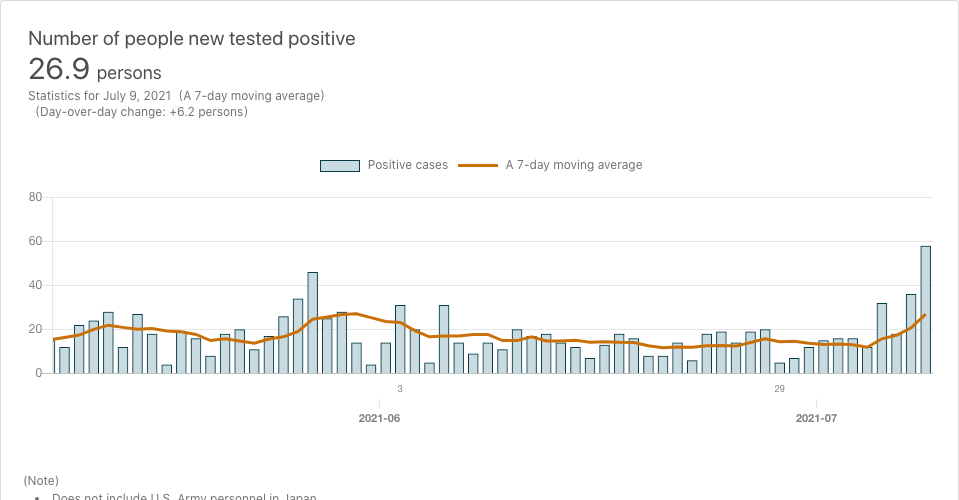 Number of people new tested positive
26.9 persons
Statistics for July 9, 2021 (A 7-day moving average)
(Day-over-day change: +6.2 persons)
Positive cases A 7-day moving average
80
60
40
20
0
3 29
2021-06 2021-07
(Note)
• Does not include U.S. Army personnel in Japan